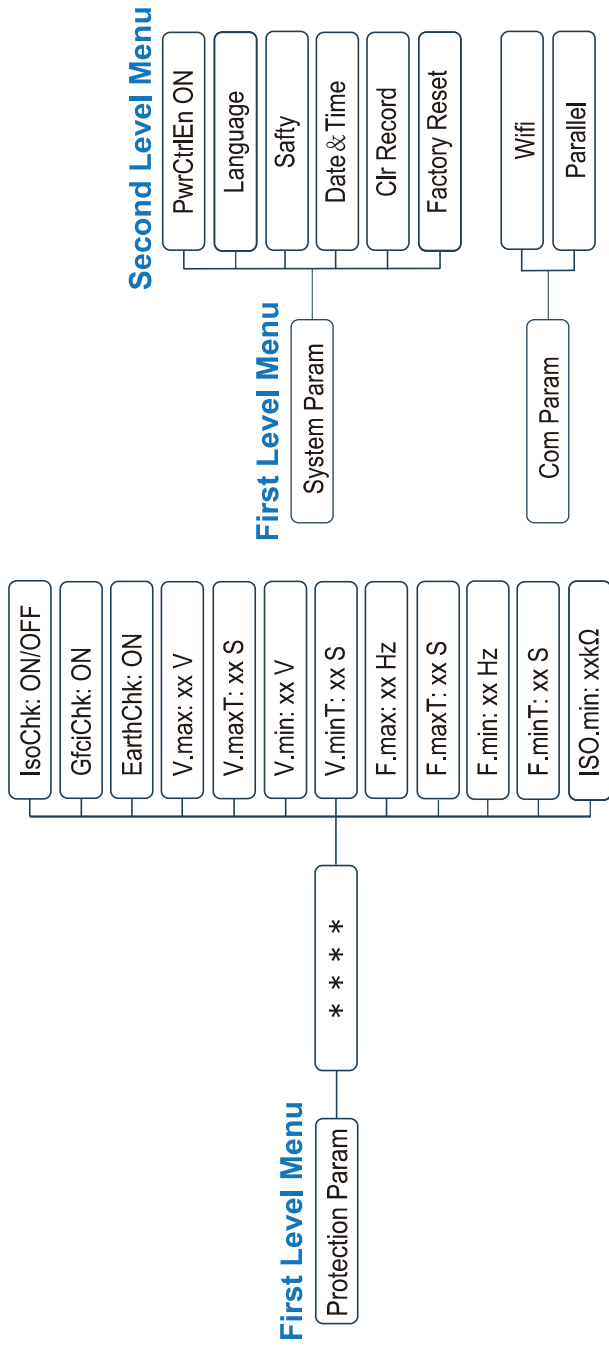 First Level Menu
Protection Param
* * * *
IsoChk: ON/OFF
GfciChk: ON
EarthChk: ON
V.max: xx V
V.maxT: xx S
V.min: xx V
V.minT: xx S
F.max: xx Hz
F.maxT: xx S
F.min: xx Hz
F.minT: xx S
ISO.min: xxkΩ
First Level Menu
Second Level Menu
System Param
PwrCtrlEn ON
Language
Safty
Date & Time
Clr Record
Factory Reset
Com Param
Wifi
Parallel